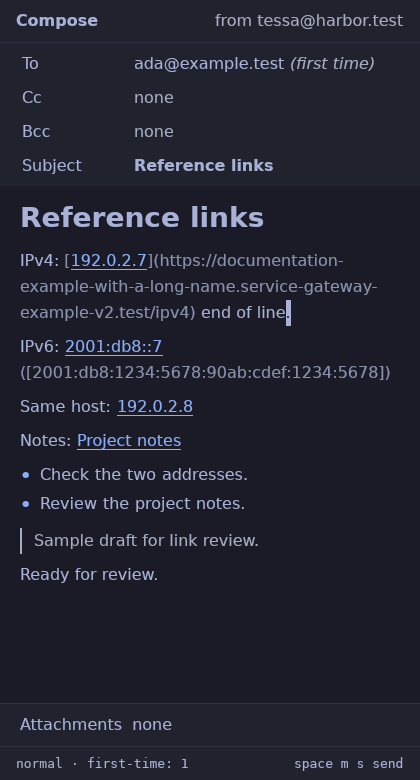 Compose from tessa@harbor.test
To ada@example.test (first time)
Cc none
Bcc none
Subject Reference links
Reference links
IPv4: [192.0.2.7](https://documentation-
example-with-a-long-name.service-gateway-
example-v2.test/ipv4) end of line.
IPv6: 2001:db8::7
([2001:db8:1234:5678:90ab:cdef:1234:5678])
Same host: 192.0.2.8
Notes: Project notes
• Check the two addresses.
• Review the project notes.
Sample draft for link review.
Ready for review.
Attachments none
normal · first-time: 1 space m s send